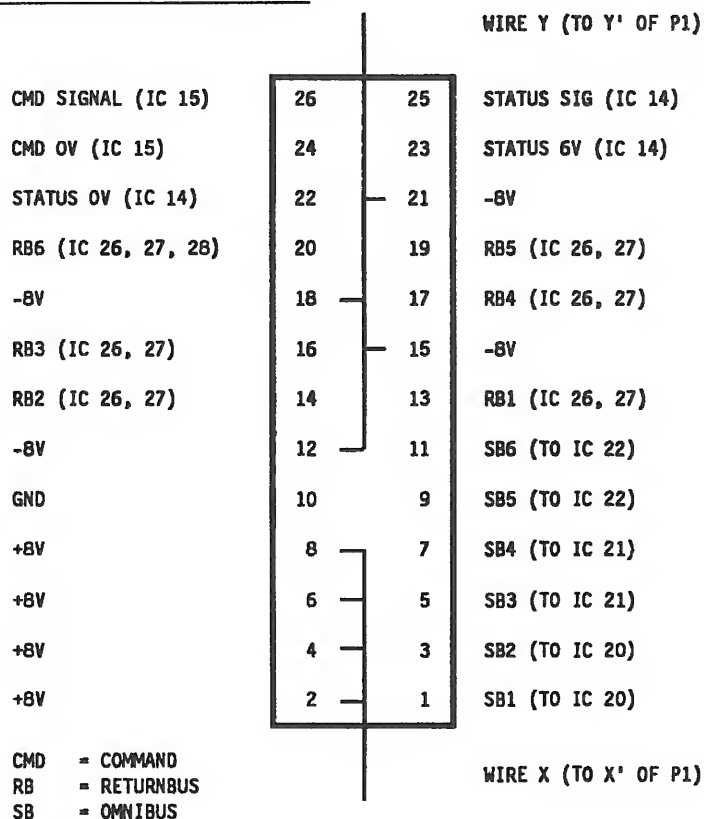 WIRE Y (TO Y' OF P1)
CMD SIGNAL (IC 15) 26 25 STATUS SIG (IC 14)
CMD OV (IC 15) 24 23 STATUS 6V (IC 14)
STATUS OV (IC 14) 22 21 -8V
RB6 (IC 26, 27, 28) 20 19 RB5 (IC 26, 27)
-8V 18 17 RB4 (IC 26, 27)
RB3 (IC 26, 27) 16 15 -8V
RB2 (IC 26, 27) 14 13 RB1 (IC 26, 27)
-8V 12 11 SB6 (TO IC 22)
GND 10 9 SB5 (TO IC 22)
+8V 8 7 SB4 (TO IC 21)
+8V 6 5 SB3 (TO IC 21)
+8V 4 3 SB2 (TO IC 20)
+8V 2 1 SB1 (TO IC 20)
CMD = COMMAND
RB = RETURNBUS
SB = OMNIBUS
WIRE X (TO X' OF P1)